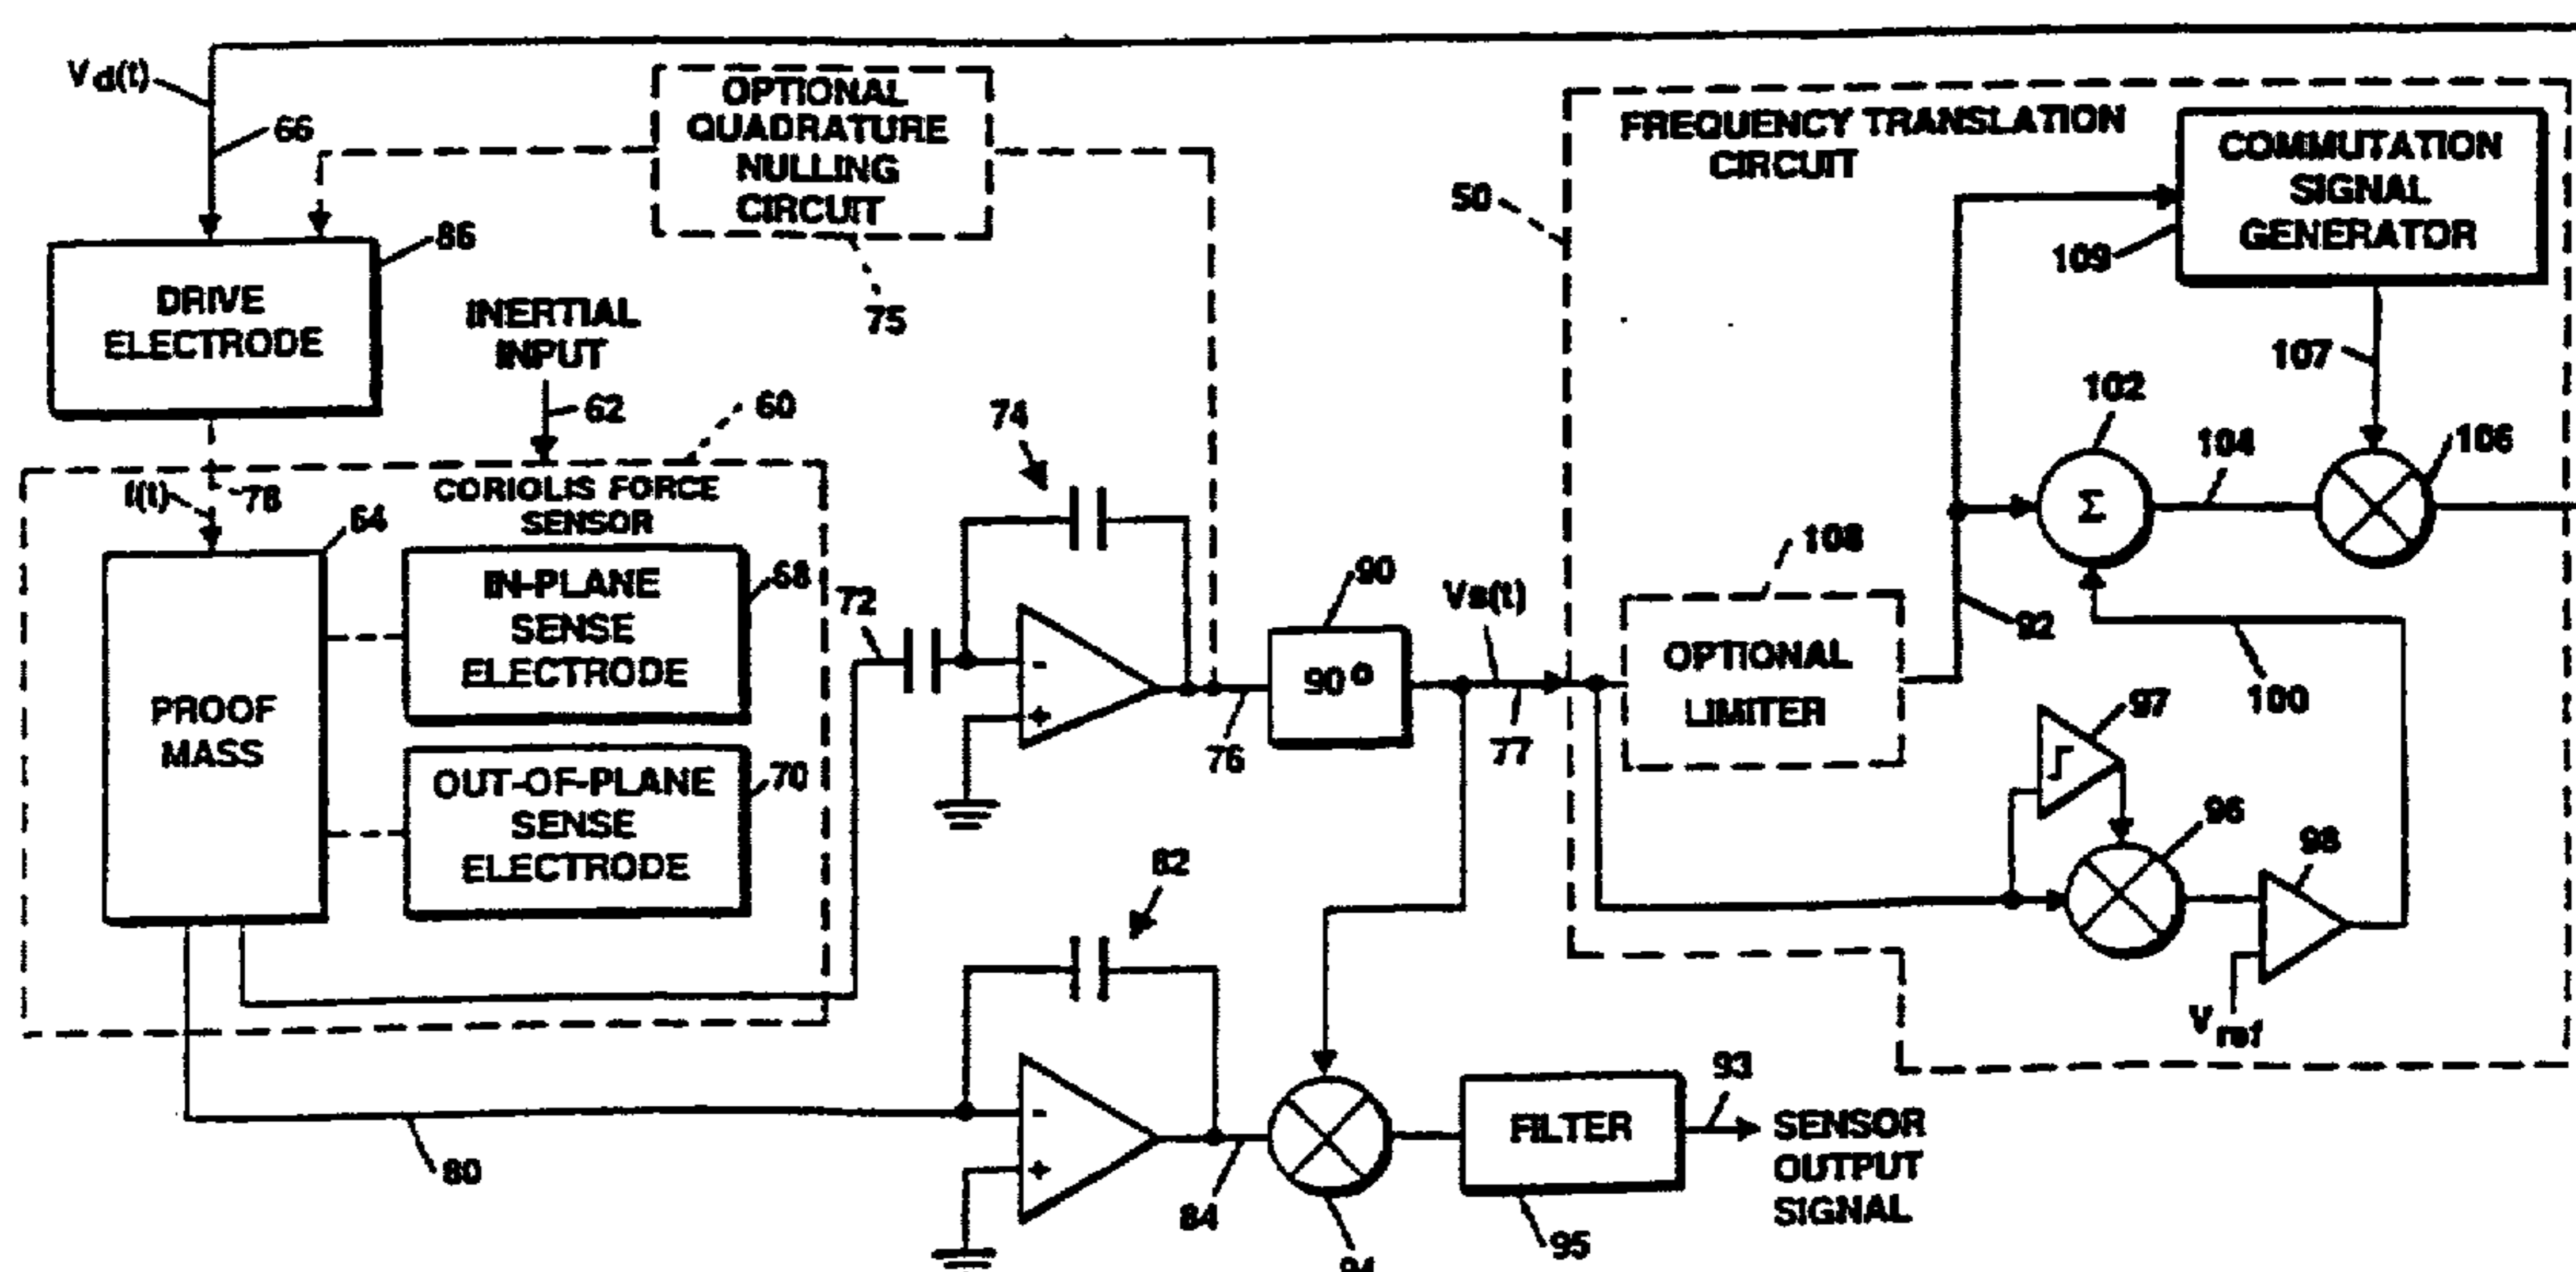 Vd(t)
66
OPTIONAL
QUADRATURE
NULLING
CIRCUIT
75
86
DRIVE
ELECTRODE
INERTIAL
INPUT
62
60
f(t)
78
CORIOLIS FORCE
SENSOR
64
PROOF
MASS
IN-PLANE
SENSE
ELECTRODE
68
OUT-OF-PLANE
SENSE
ELECTRODE
70
72
74
-
+
76
90
90°
Vs(t)
77
80
82
-
+
84
FILTER
95
93
SENSOR
OUTPUT
SIGNAL
50
FREQUENCY TRANSLATION
CIRCUIT
COMMUTATION
SIGNAL
GENERATOR
109
107
102
Σ
104
106
108
OPTIONAL
LIMITER
92
100
97
96
98
Vref